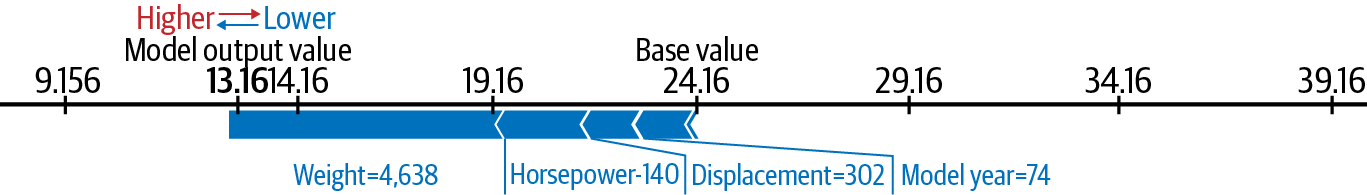 Higher Lower
Model output value Base value
9.156 13.16 14.16 19.16 24.16 29.16 34.16 39.16
Weight=4,638 Horsepower-140 Displacement=302 Model year=74